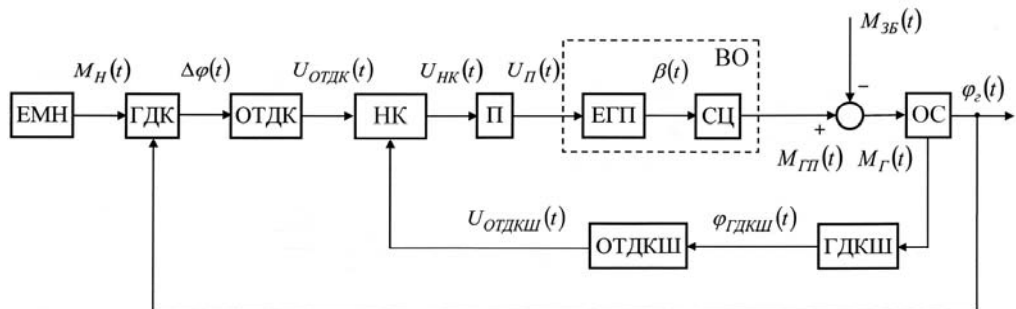 M_ЗБ(t)
ВО
M_Н(t) Δφ(t) U_ОТДК(t) U_НК(t) U_П(t) β(t) φ_г(t)
−
ЕМН ГДК ОТДК НК П ЕГП СЦ ОС
+
M_ГП(t) M_Г(t)
U_ОТДКШ(t) φ_ГДКШ(t)
ОТДКШ ГДКШ